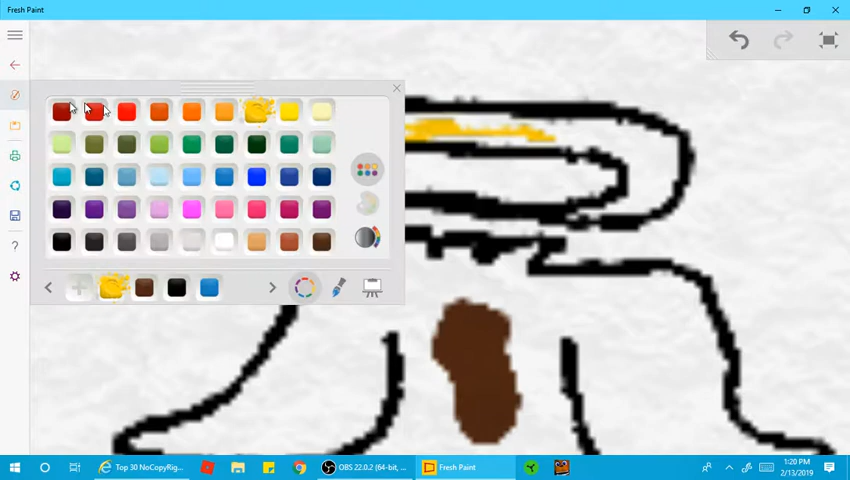 Fresh Paint
?
Top 30 NoCopyRig...
OBS 22.0.2 (64-bit, ...
Fresh Paint
1:20 PM
2/13/2019